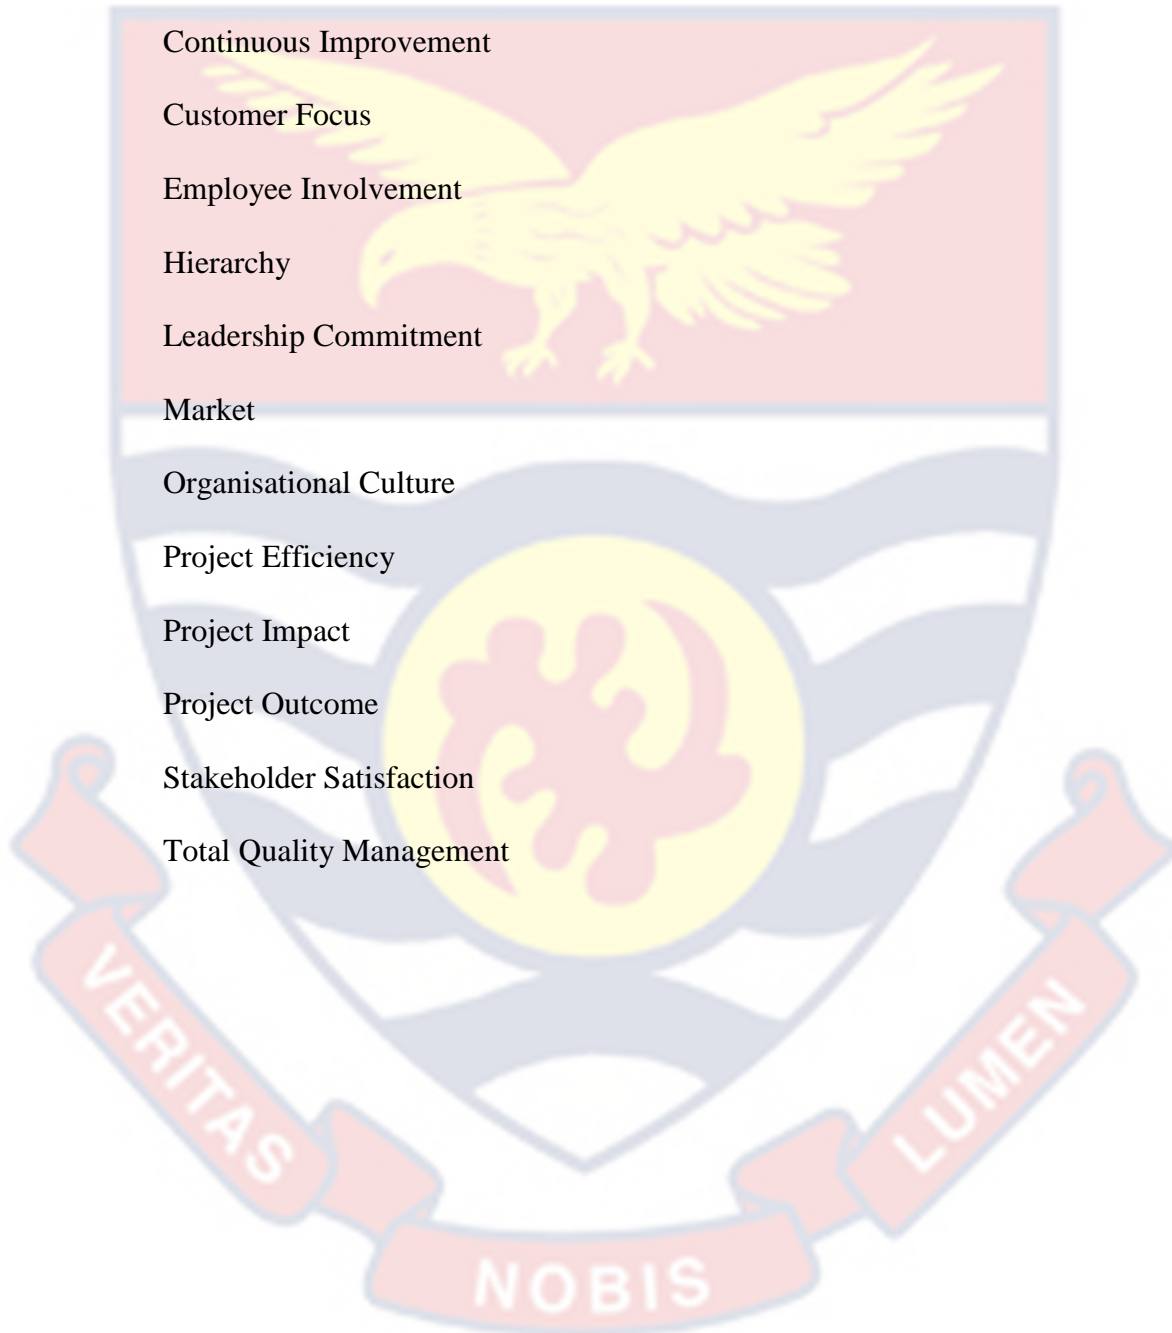 Continuous Improvement
Customer Focus
Employee Involvement
Hierarchy
Leadership Commitment
Market
Organisational Culture
Project Efficiency
Project Impact
Project Outcome
Stakeholder Satisfaction
Total Quality Management
VERITAS
NOBIS
LUMEN